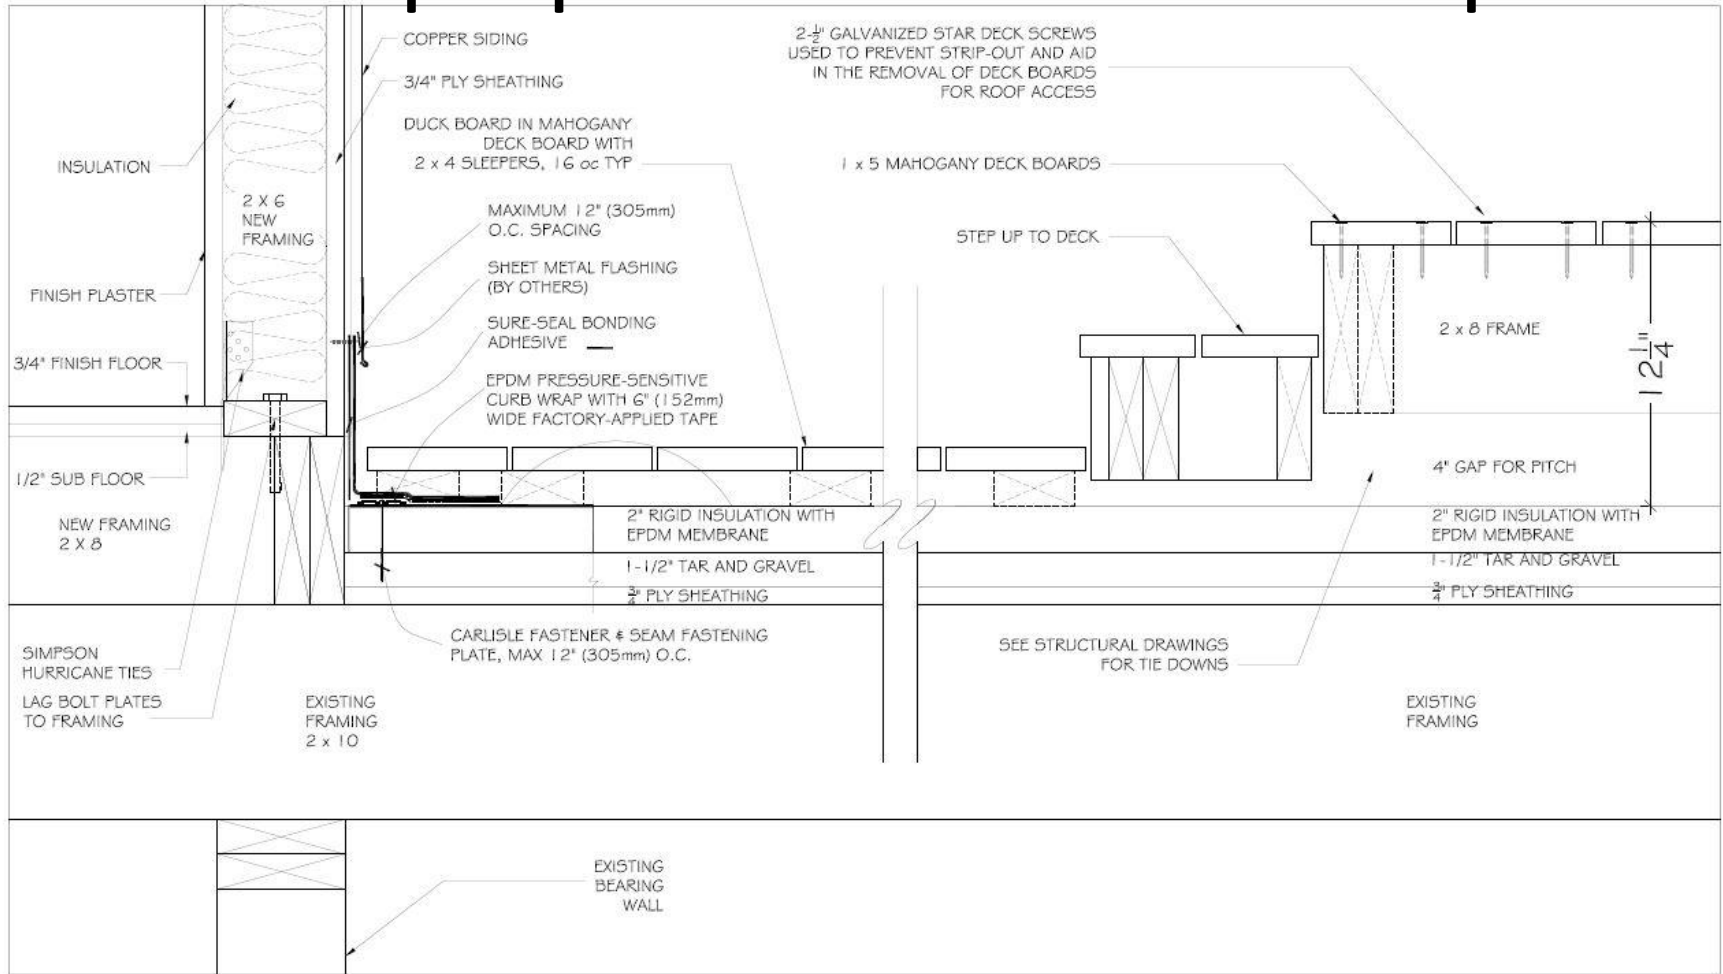 COPPER SIDING
3/4" PLY SHEATHING
2-1/2" GALVANIZED STAR DECK SCREWS
USED TO PREVENT STRIP-OUT AND AID
IN THE REMOVAL OF DECK BOARDS
FOR ROOF ACCESS
DUCK BOARD IN MAHOGANY
DECK BOARD WITH
2 x 4 SLEEPERS, 16 oc TYP
1 x 5 MAHOGANY DECK BOARDS
INSULATION
2 X 6
NEW
FRAMING
MAXIMUM 12" (305mm)
O.C. SPACING
STEP UP TO DECK
SHEET METAL FLASHING
(BY OTHERS)
FINISH PLASTER
SURE-SEAL BONDING
ADHESIVE
2 x 8 FRAME
12 1/4"
3/4" FINISH FLOOR
EPDM PRESSURE-SENSITIVE
CURB WRAP WITH 6" (152mm)
WIDE FACTORY-APPLIED TAPE
1/2" SUB FLOOR
4" GAP FOR PITCH
NEW FRAMING
2 X 8
2" RIGID INSULATION WITH
EPDM MEMBRANE
1-1/2" TAR AND GRAVEL
3/4" PLY SHEATHING
2" RIGID INSULATION WITH
EPDM MEMBRANE
1-1/2" TAR AND GRAVEL
3/4" PLY SHEATHING
CARLISLE FASTENER & SEAM FASTENING
PLATE, MAX 12" (305mm) O.C.
SEE STRUCTURAL DRAWINGS
FOR TIE DOWNS
SIMPSON
HURRICANE TIES
LAG BOLT PLATES
TO FRAMING
EXISTING
FRAMING
2 x 10
EXISTING
FRAMING
EXISTING
BEARING
WALL